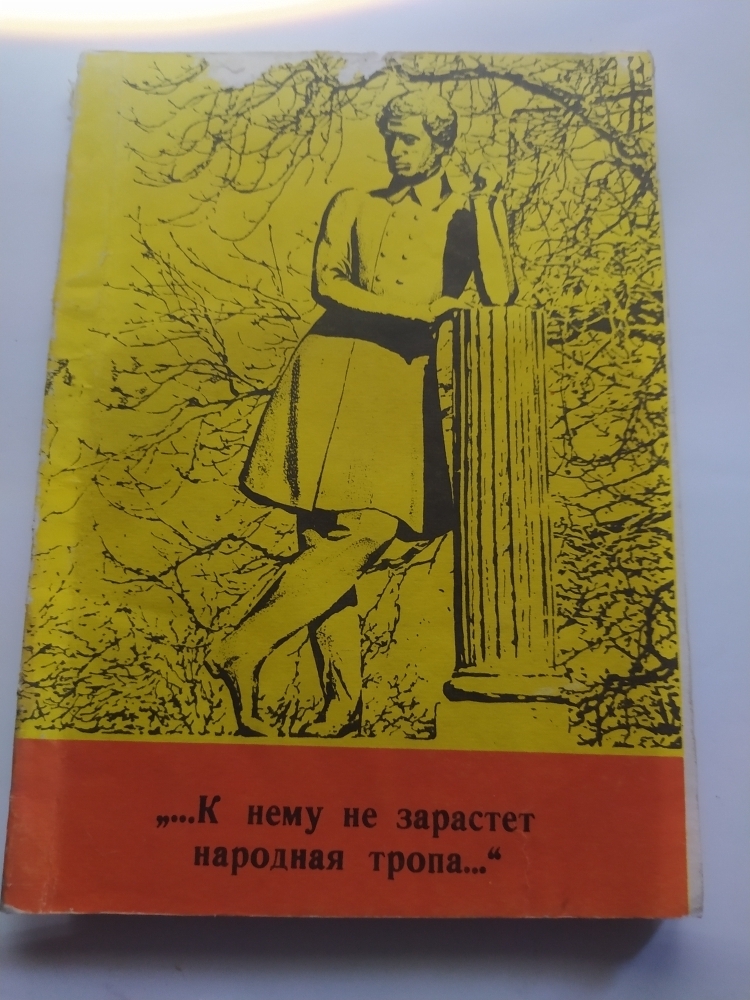 „...К нему не зарастет
народная тропа...“